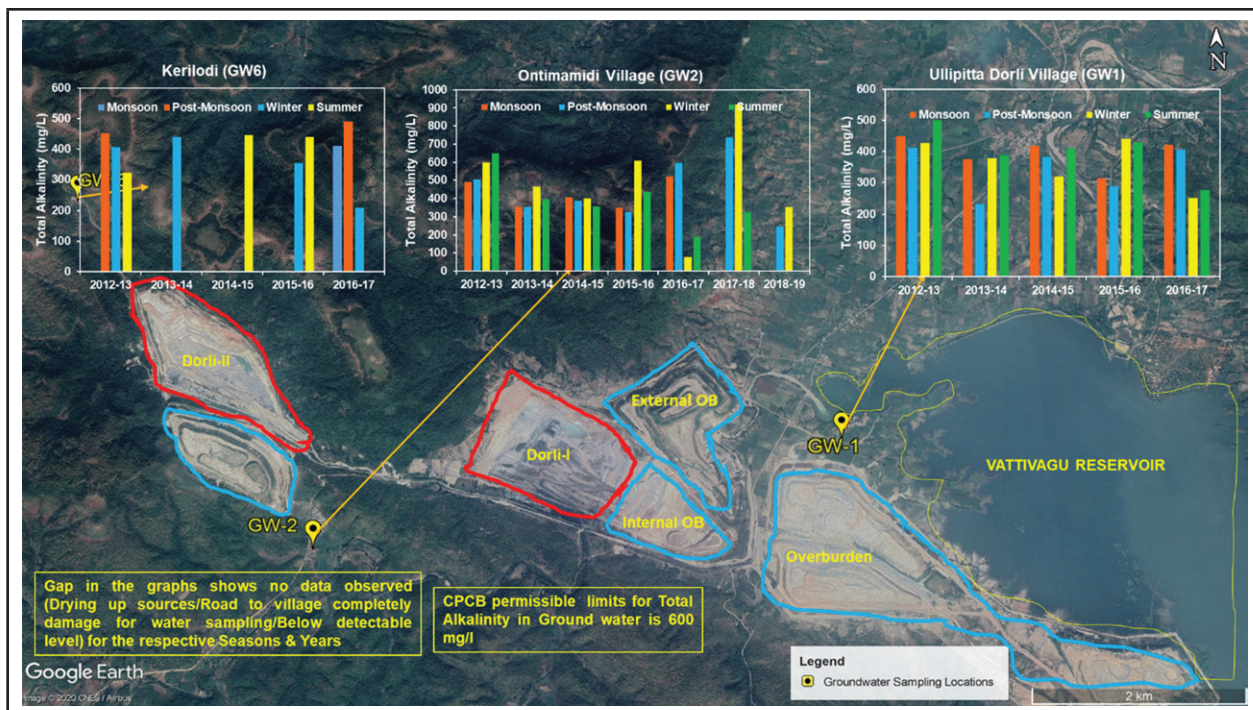 Kerilodi (GW6)
Monsoon Post-Monsoon Winter Summer
Total Alkalinity (mg/L)
600
500
400
300
200
100
0
2012-13 2013-14 2014-15 2015-16 2016-17
Ontimamidi Village (GW2)
Monsoon Post-Monsoon Winter Summer
Total Alkalinity (mg/L)
1000
900
800
700
600
500
400
300
200
100
0
2012-13 2013-14 2014-15 2015-16 2016-17 2017-18 2018-19
Ullipitta Dorli Village (GW1)
Monsoon Post-Monsoon Winter Summer
Total Alkalinity (mg/L)
600
500
400
300
200
100
0
2012-13 2013-14 2014-15 2015-16 2016-17
N
Dorli-II
External OB
Dorli-I
Internal OB
GW-1
VATTIVAGU RESERVOIR
GW-2
Overburden
Gap in the graphs shows no data observed
(Drying up sources/Road to village completely
damage for water sampling/Below detectable
level) for the respective Seasons & Years
CPCB permissible limits for Total
Alkalinity in Ground water is 600
mg/l
Google Earth
Image © 2020 CNES / Airbus
Legend
Groundwater Sampling Locations
2 km